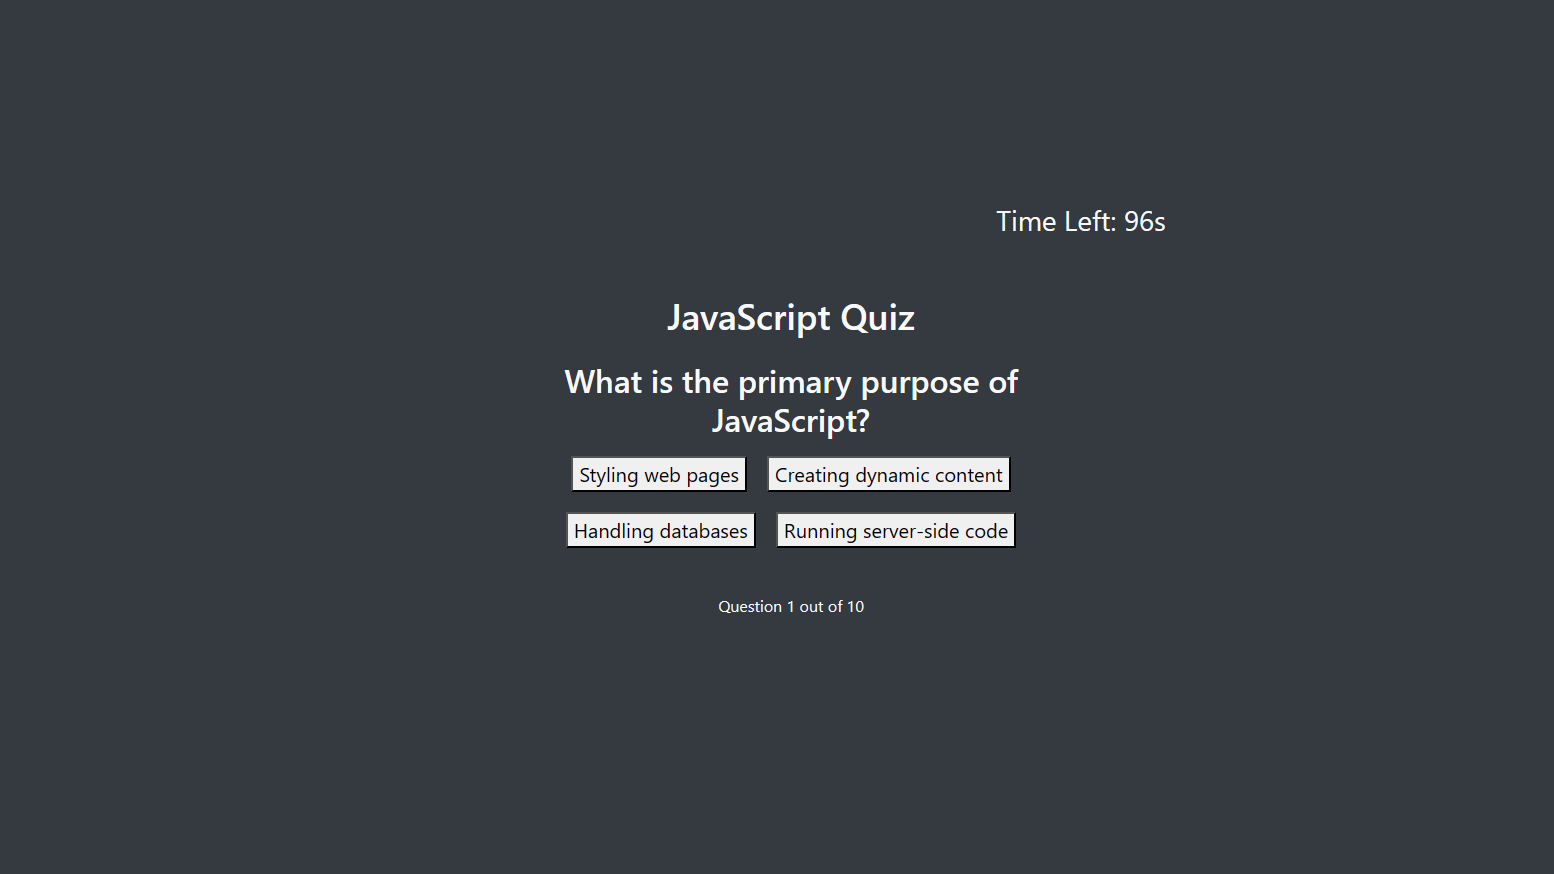 Time Left: 96s
JavaScript Quiz
What is the primary purpose of
JavaScript?
Styling web pages
Creating dynamic content
Handling databases
Running server-side code
Question 1 out of 10